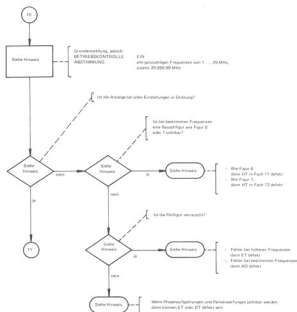 10
Siehe Hinweis
Grundeinstellung, jedoch:
BETRIEBSKONTROLLE EIN
ABSTIMMUNG alle ganzzahligen Frequenzen von 1 ... 29 MHz,
zuletzt 29.999.99 MHz
Ist die Anzeige bei allen Einstellungen in Ordnung?
Ist bei bestimmten Frequenzen
eine Rauschfigur wie Figur 6
oder 7 sichtbar?
Siehe
Hinweis
nein
Siehe
Hinweis
ja
Siehe Hinweis
- Wie Figur 6
dann HT in Fach 11 defekt
- Wie Figur 7,
dann HT in Fach 12 defekt
ja
nein
11
Ist die
verrauscht?
Siehe
Hinweis
ja
Siehe Hinweis
- Fehler bei höheren Frequenzen,
dann ET defekt
- Fehler bei bestimmten Frequenzen
dann AO defekt
nein
Siehe Hinweis
Wenn und sichtbar werden,
dann können ET oder DT defekt sein